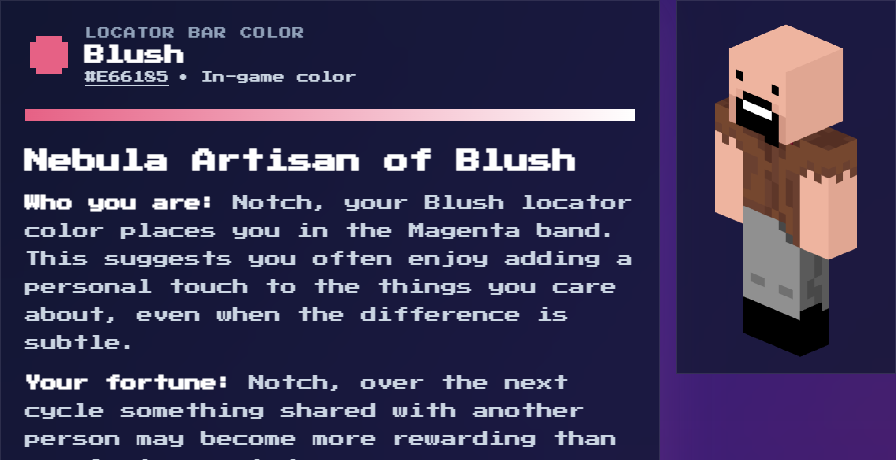 LOCATOR BAR COLOR
Blush
#E66185 • In-game color
Nebula Artisan of Blush
Who you are: Notch, your Blush locator
color places you in the Magenta band.
This suggests you often enjoy adding a
personal touch to the things you care
about, even when the difference is
subtle.
Your fortune: Notch, over the next
cycle something shared with another
person may become more rewarding than